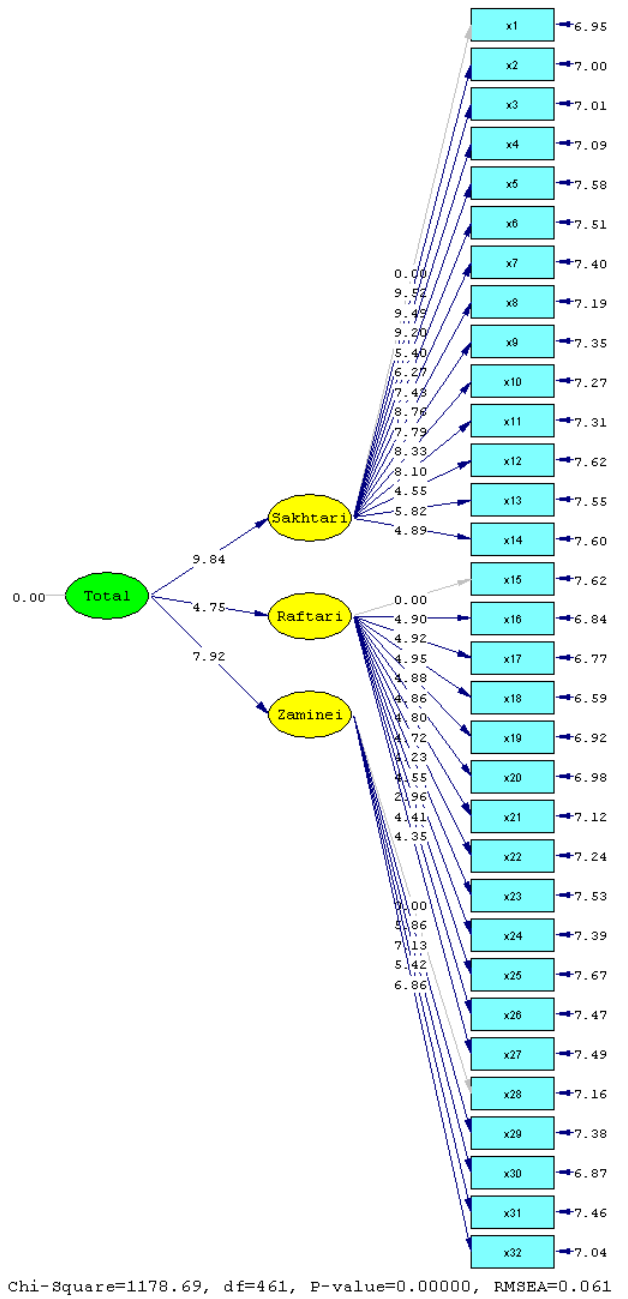 x1 6.95
x2 7.00
x3 7.01
x4 7.09
x5 7.58
x6 7.51
x7 7.40
x8 7.19
x9 7.35
x10 7.27
x11 7.31
x12 7.62
x13 7.55
x14 7.60
x15 7.62
x16 6.84
x17 6.77
x18 6.59
x19 6.92
x20 6.98
x21 7.12
x22 7.24
x23 7.53
x24 7.39
x25 7.67
x26 7.47
x27 7.49
x28 7.16
x29 7.38
x30 6.87
x31 7.46
x32 7.04
0.00
9.52
9.49
9.20
5.40
6.27
7.43
8.76
7.79
8.33
8.10
4.55
5.82
4.89
Sakhtari
9.84
0.00
Total
4.75
Raftari
7.92
Zaminei
0.00
4.90
4.92
4.95
4.88
4.86
4.80
4.72
4.23
4.55
2.96
4.41
4.35
0.00
5.86
7.13
5.42
6.86
Chi-Square=1178.69, df=461, P-value=0.00000, RMSEA=0.061